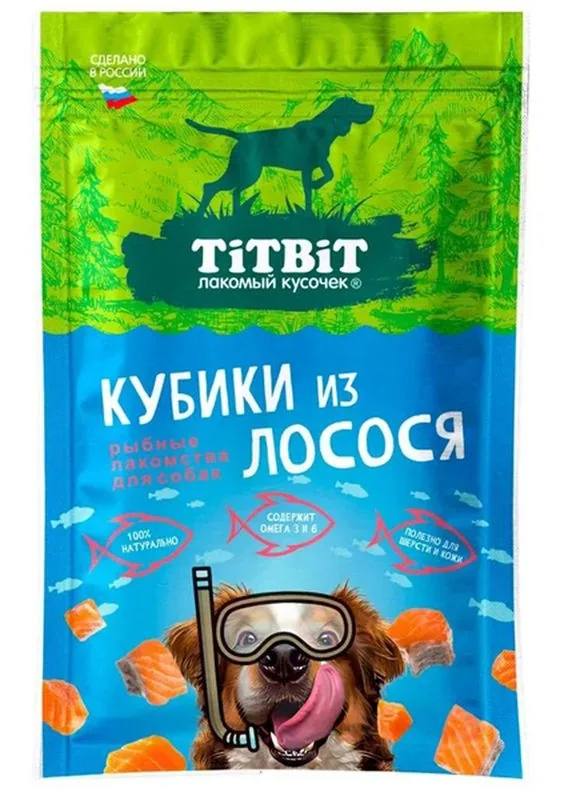 СДЕЛАНО
В РОССИИ
TiTBiT
лакомый кусочек®
КУБИКИ ИЗ
ЛОСОСЯ
рыбные
лакомства
для собак
100%
НАТУРАЛЬНО
СОДЕРЖИТ
ОМЕГА 3 И 6
ПОЛЕЗНО ДЛЯ
ШЕРСТИ И КОЖИ